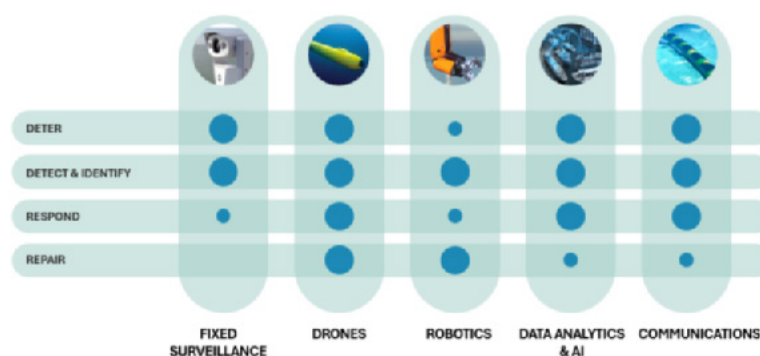 DETER
DETECT & IDENTIFY
RESPOND
REPAIR
FIXED
SURVEILLANCE
DRONES
ROBOTICS
DATA ANALYTICS
& AI
COMMUNICATIONS